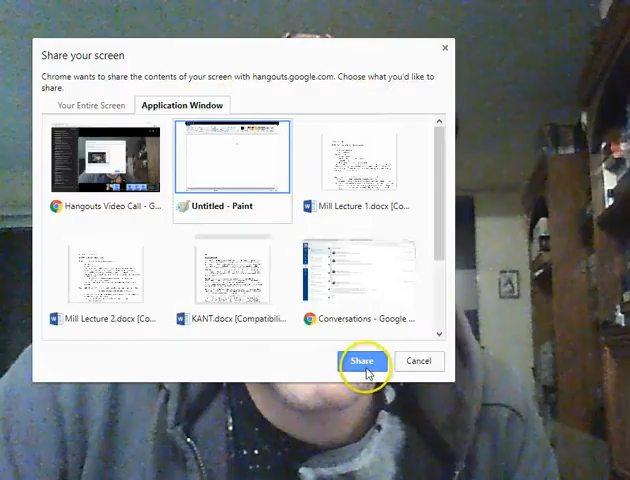 Share your screen
Chrome wants to share the contents of your screen with hangouts.google.com. Choose what you'd like to
share.
Your Entire Screen
Application Window
Hangouts Video Call - G...
Untitled - Paint
Mill Lecture 1.docx [Co...
Mill Lecture 2.docx [Co...
KANT.docx [Compatibili...
Conversations - Google ...
Share
Cancel